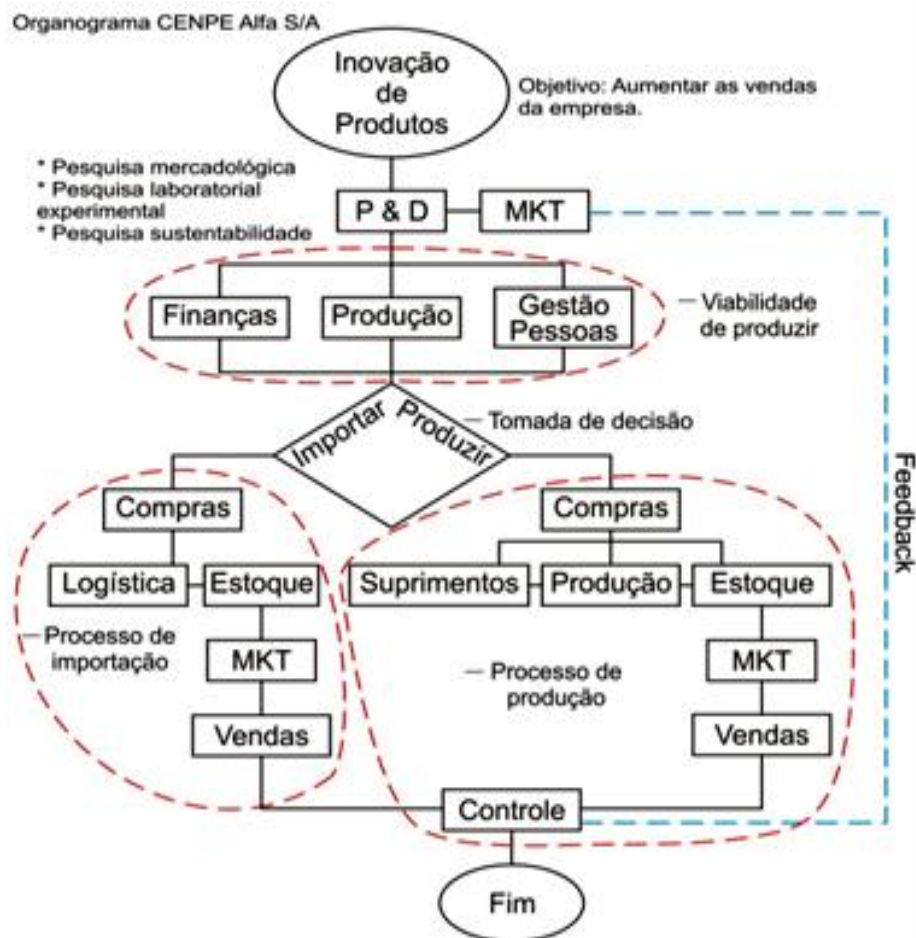 Organograma CENPE Alfa S/A
Inovação
de
Produtos
Objetivo: Aumentar as vendas
da empresa.
* Pesquisa mercadológica
* Pesquisa laboratorial
experimental
* Pesquisa sustentabilidade
P & D
MKT
Finanças
Produção
Gestão
Pessoas
— Viabilidade
de produzir
Importar
Produzir
— Tomada de decisão
Feedback
Compras
Compras
Logística
Estoque
Suprimentos
Produção
Estoque
— Processo de
importação
MKT
— Processo de
produção
MKT
Vendas
Vendas
Controle
Fim